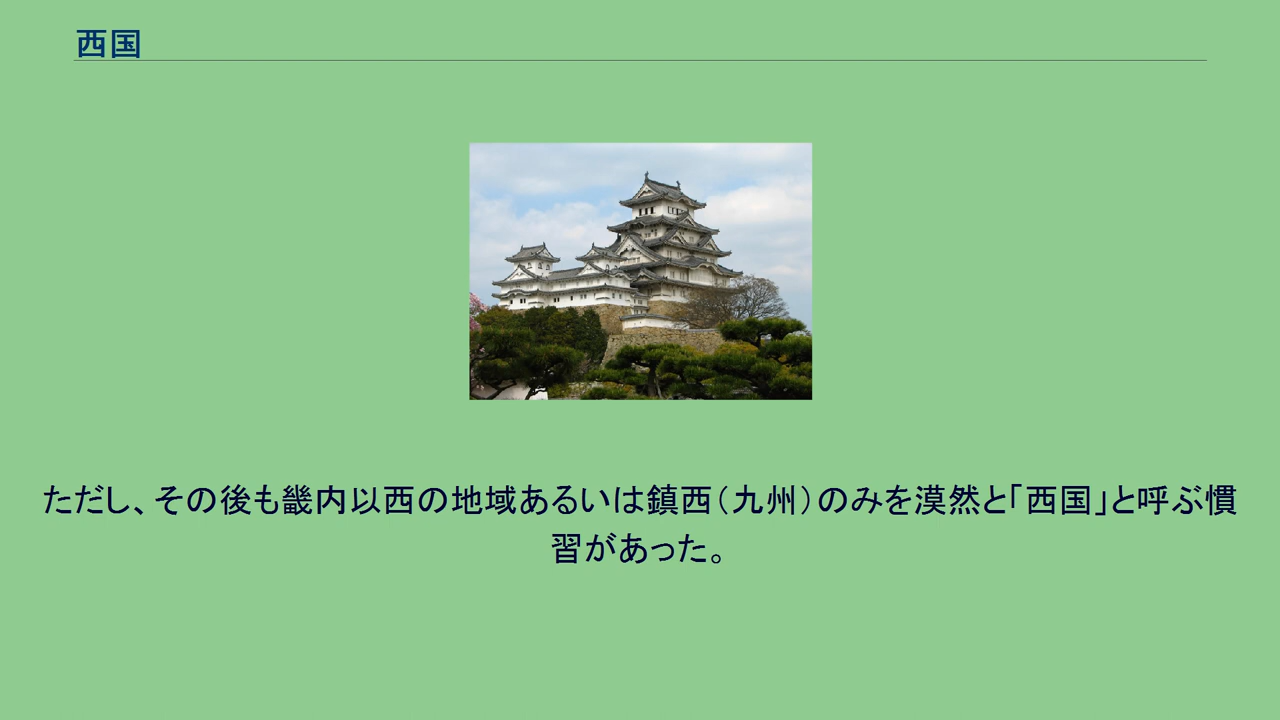 西国
ただし、その後も畿内以西の地域あるいは鎮西（九州）のみを漠然と「西国」と呼ぶ慣
習があった。